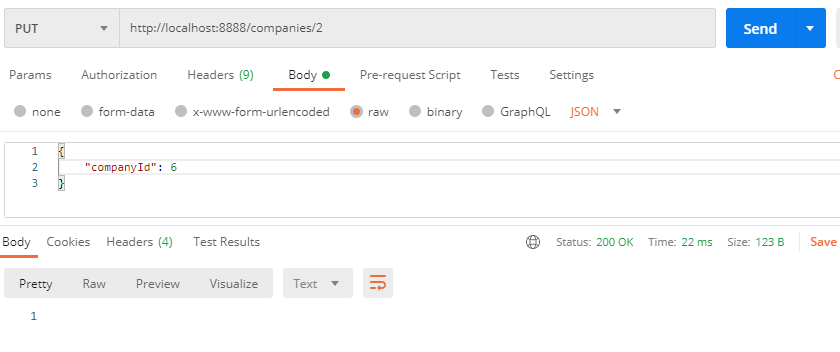 PUT http://localhost:8888/companies/2 Send
Params Authorization Headers (9) Body Pre-request Script Tests Settings
none form-data x-www-form-urlencoded raw binary GraphQL JSON
1 {
2 "companyId": 6
3 }
Body Cookies Headers (4) Test Results Status: 200 OK Time: 22 ms Size: 123 B Save
Pretty Raw Preview Visualize Text
1